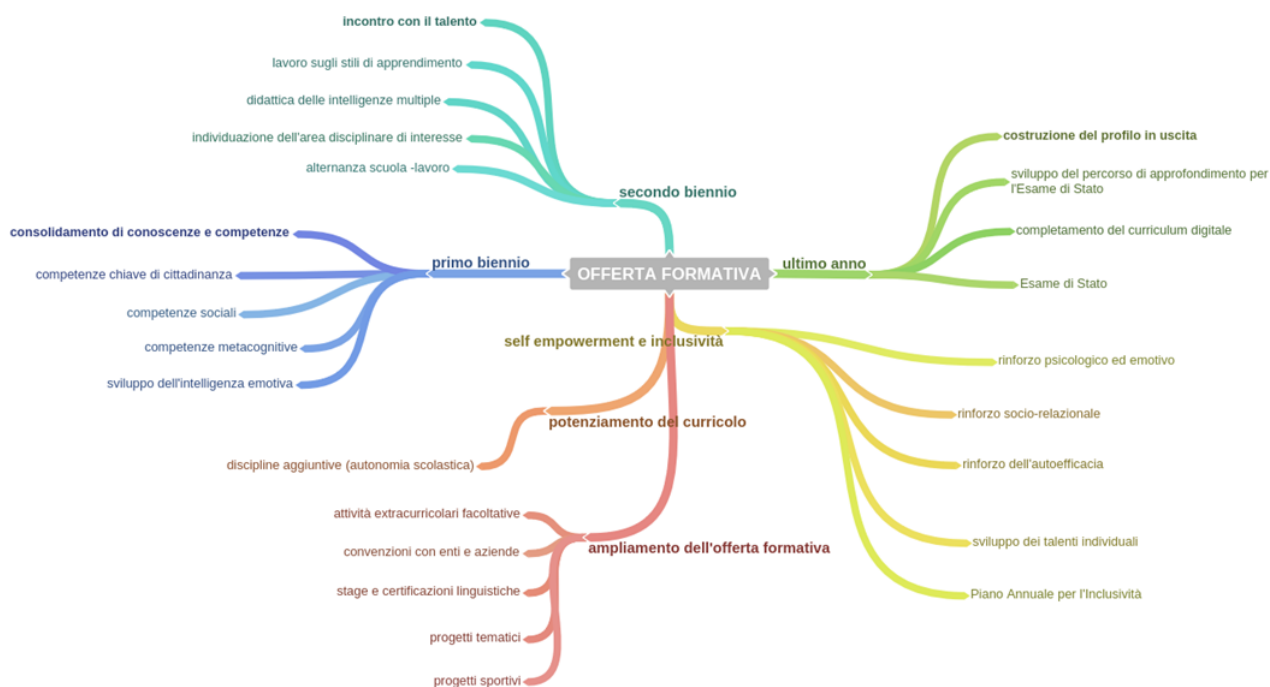 incontro con il talento
lavoro sugli stili di apprendimento
didattica delle intelligenze multiple
individuazione dell'area disciplinare di interesse
alternanza scuola -lavoro
secondo biennio
consolidamento di conoscenze e competenze
competenze chiave di cittadinanza
competenze sociali
competenze metacognitive
sviluppo dell'intelligenza emotiva
primo biennio
OFFERTA FORMATIVA
ultimo anno
costruzione del profilo in uscita
sviluppo del percorso di approfondimento per
l'Esame di Stato
completamento del curriculum digitale
Esame di Stato
self empowerment e inclusività
rinforzo psicologico ed emotivo
rinforzo socio-relazionale
rinforzo dell'autoefficacia
sviluppo dei talenti individuali
Piano Annuale per l'Inclusività
potenziamento del curricolo
discipline aggiuntive (autonomia scolastica)
ampliamento dell'offerta formativa
attività extracurricolari facoltative
convenzioni con enti e aziende
stage e certificazioni linguistiche
progetti tematici
progetti sportivi